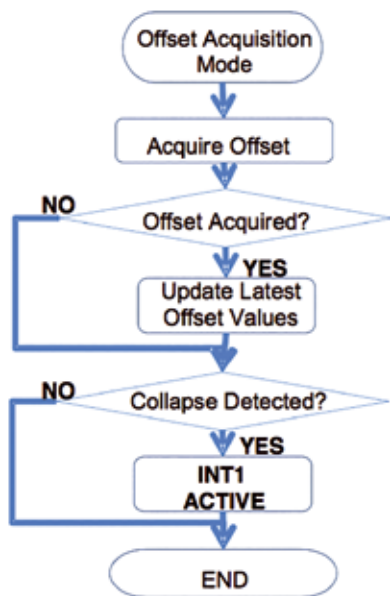 Offset Acquisition
Mode
Acquire Offset
NO
Offset Acquired?
YES
Update Latest
Offset Values
NO
Collapse Detected?
YES
INT1
ACTIVE
END